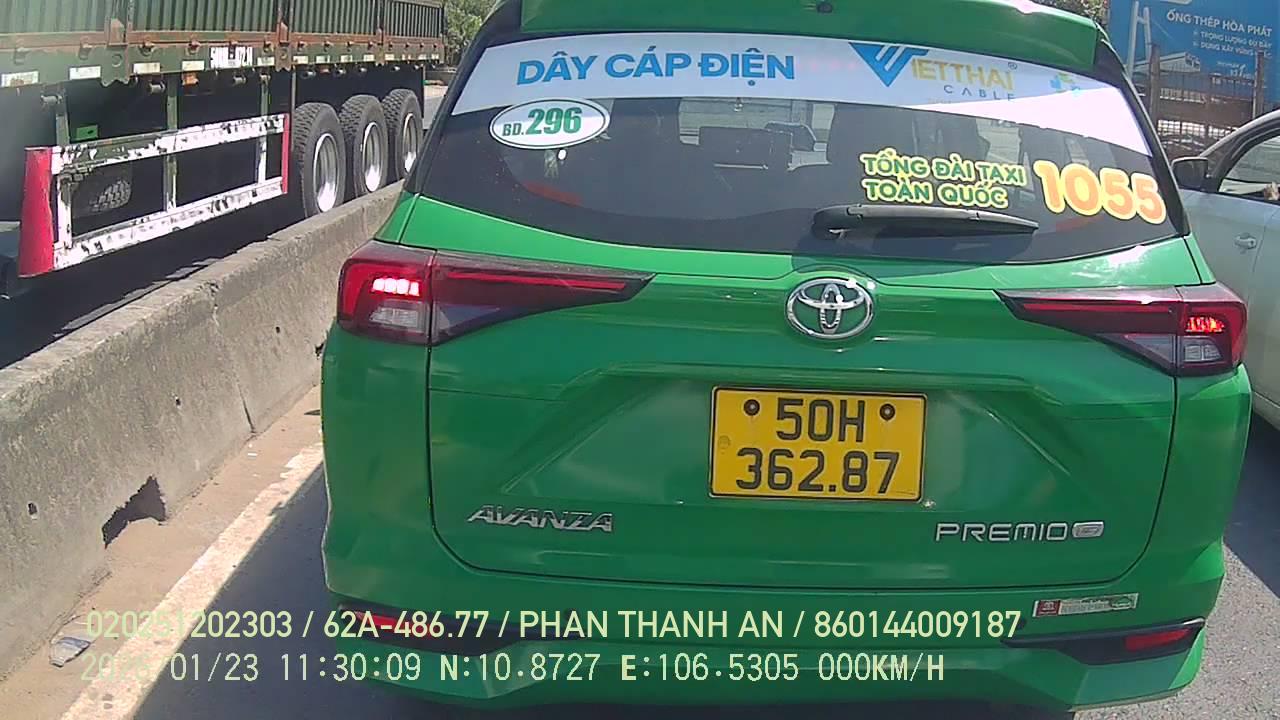 ỐNG THÉP HÒA PHÁT
DÂY CÁP ĐIỆN
VIETTHAI
CABLE
BD.296
TỔNG ĐÀI TAXI
TOÀN QUỐC
1055
50H
362.87
AVANZA
PREMIO
020251202303 / 62A-486.77 / PHAN THANH AN / 860144009187
2026/01/23 11:30:09 N:10.8727 E:106.5305 000KM/H